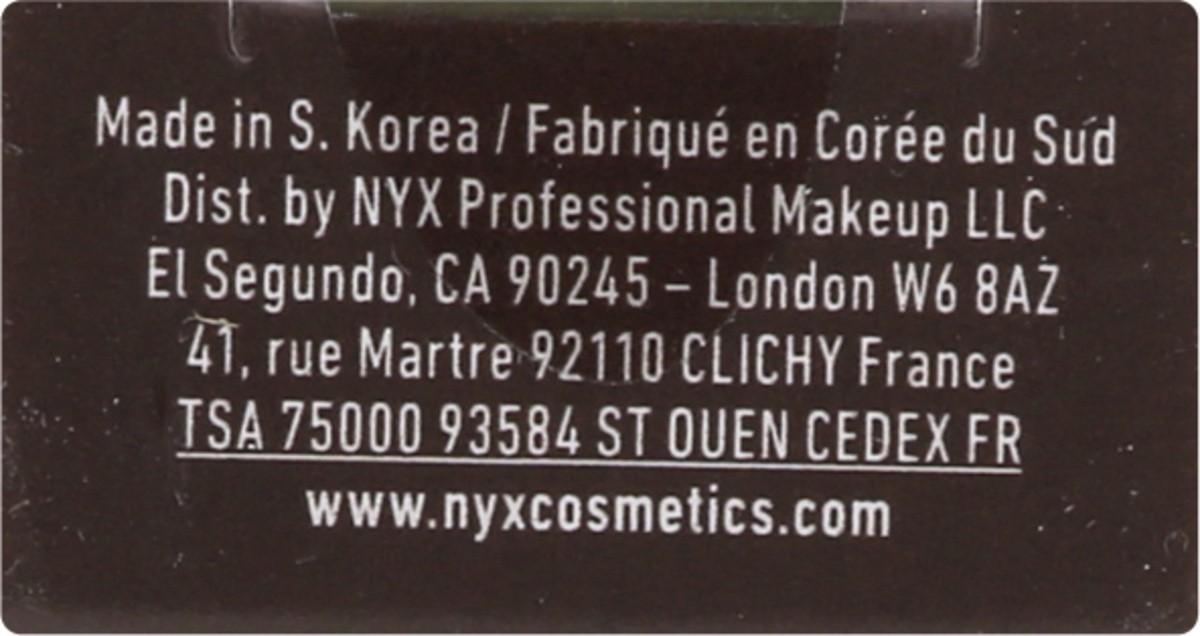 Made in S. Korea / Fabriqué en Corée du Sud
Dist. by NYX Professional Makeup LLC
El Segundo, CA 90245 – London W6 8AZ
41, rue Martre 92110 CLICHY France
TSA 75000 93584 ST OUEN CEDEX FR
www.nyxcosmetics.com